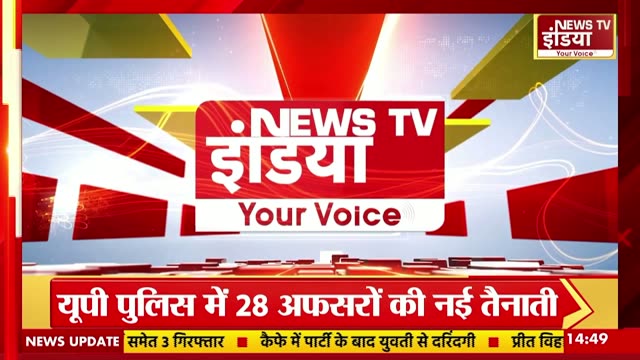 NEWS TV
इंडिया
Your Voice
NEWS TV
इंडिया
Your Voice
यूपी पुलिस में 28 अफसरों की नई तैनाती
NEWS UPDATE समेत 3 गिरफ्तार कैफे में पार्टी के बाद युवती से दरिंदगी प्रीत विह 14:49